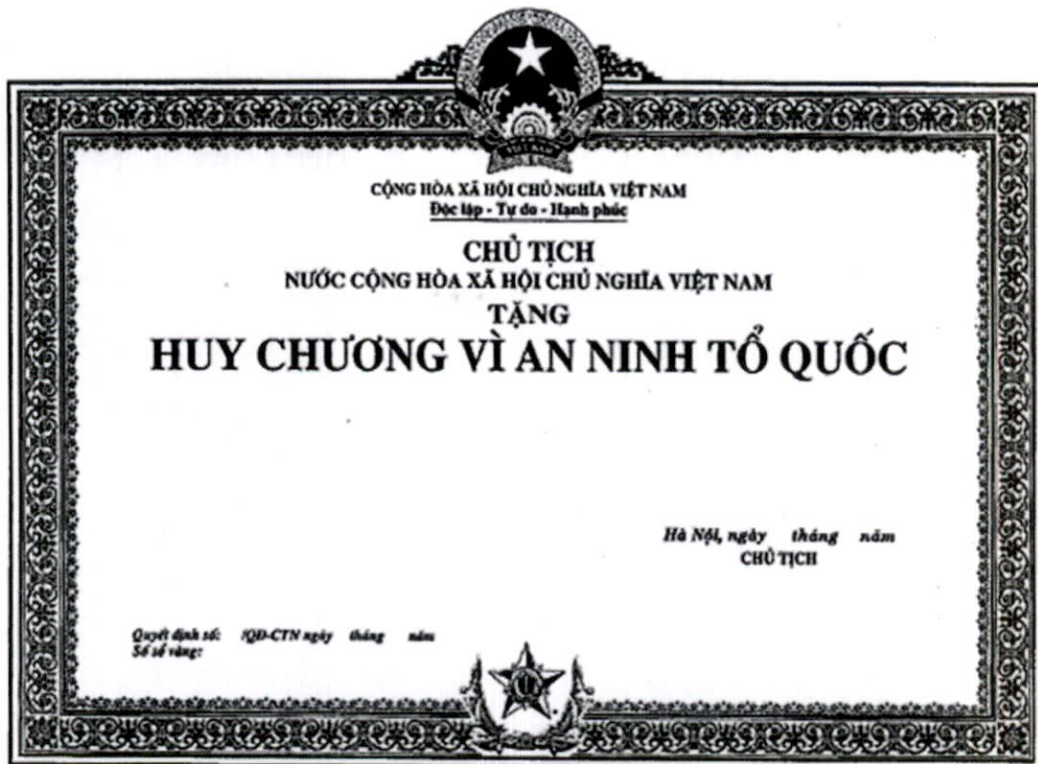 CỘNG HÒA XÃ HỘI CHỦ NGHĨA VIỆT NAM
Độc lập - Tự do - Hạnh phúc
CHỦ TỊCH
NƯỚC CỘNG HÒA XÃ HỘI CHỦ NGHĨA VIỆT NAM
TẶNG
HUY CHƯƠNG VÌ AN NINH TỔ QUỐC
Hà Nội, ngày tháng năm
CHỦ TỊCH
Quyết định số: /QĐ-CTN ngày tháng năm
Số sổ vàng: